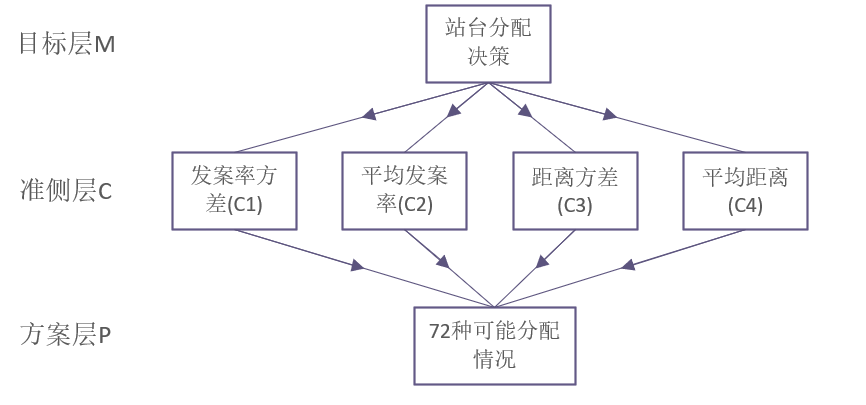 目标层M
站台分配
决策
准侧层C
发案率方
差(C1)
平均发案
率(C2)
距离方差
(C3)
平均距离
(C4)
方案层P
72种可能分配
情况